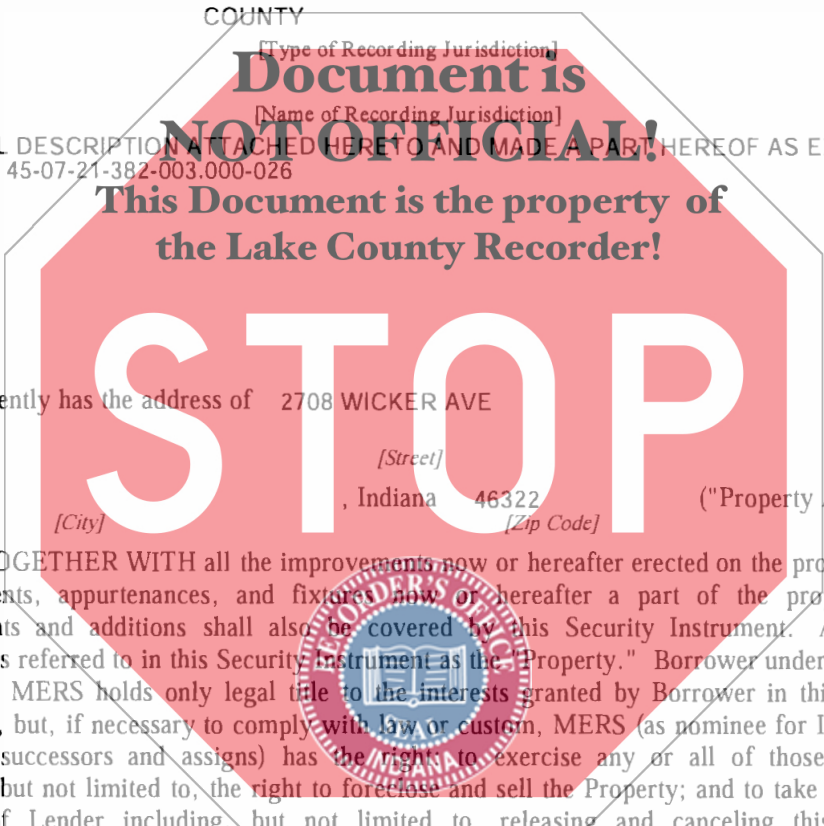 COUNTY
[Type of Recording Jurisdiction]
Document is
[Name of Recording Jurisdiction]
NOT OFFICIAL!
DESCRIPTION ATTACHED HERETO AND MADE A PART HEREOF AS E
45-07-21-382-003.000-026
This Document is the property of
the Lake County Recorder!
STOP
ently has the address of 2708 WICKER AVE
[Street]
, Indiana 46322 ("Property
[City] [Zip Code]
OGETHER WITH all the improvements now or hereafter erected on the pro
nts, appurtenances, and fixtures now or hereafter a part of the pro
ts and additions shall also be covered by this Security Instrument. A
s referred to in this Security Instrument as the "Property." Borrower under
MERS holds only legal title to the interests granted by Borrower in thi
, but, if necessary to comply with law or custom, MERS (as nominee for L
successors and assigns) has the right: to exercise any or all of those
but not limited to, the right to foreclose and sell the Property; and to take
f Lender including, but not limited to, releasing and canceling this
RECORDER'S OFFICE
INDIANA